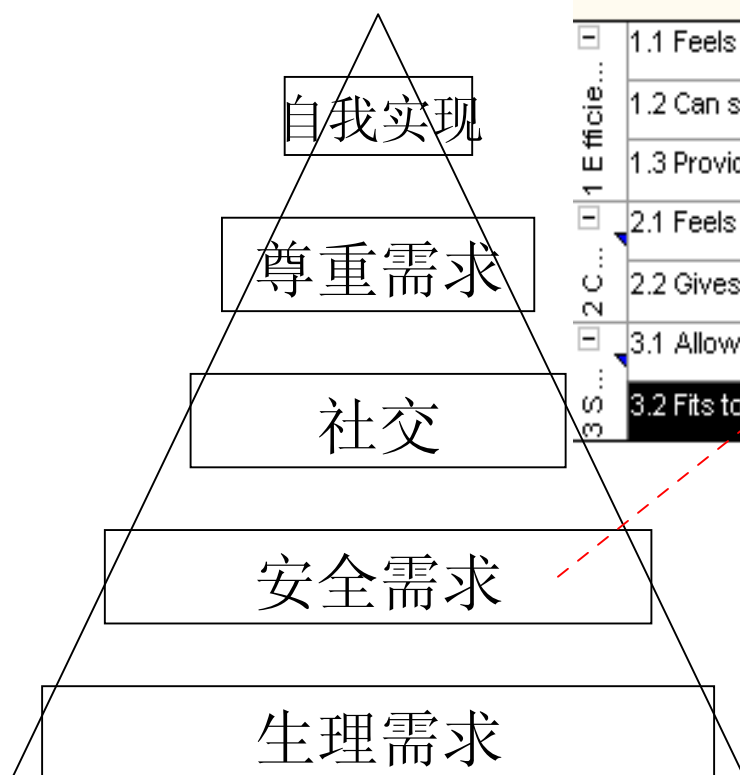 自我实现
尊重需求
社交
安全需求
生理需求
1 Efficie...
1.1 Feels
1.2 Can s
1.3 Provid
2 C...
2.1 Feels
2.2 Gives
3 S...
3.1 Allow
3.2 Fits to